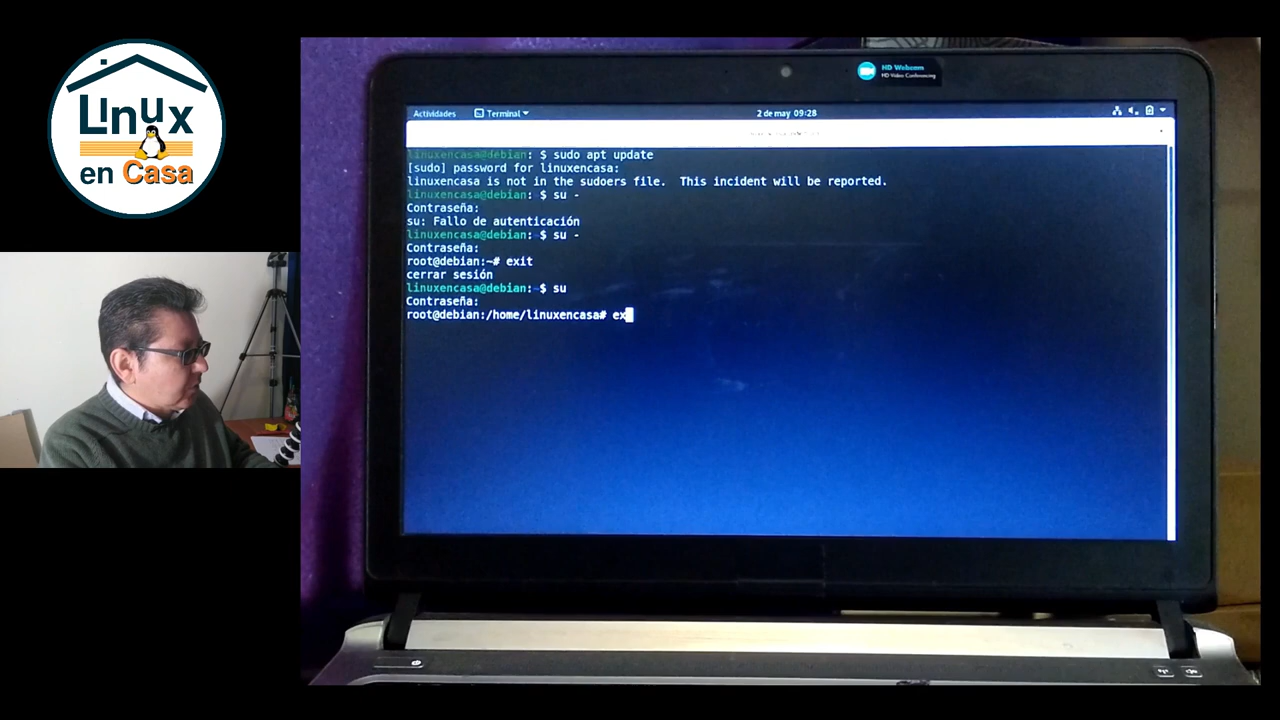 Linux
en Casa
HD Webcam
HD Video Conferencing
Actividades Terminal 2 de may 09:28
linuxencasa@debian:~$ sudo apt update
[sudo] password for linuxencasa:
linuxencasa is not in the sudoers file.  This incident will be reported.
linuxencasa@debian:~$ su -
Contraseña:
su: Fallo de autenticación
linuxencasa@debian:~$ su -
Contraseña:
root@debian:~# exit
cerrar sesión
linuxencasa@debian:~$ su
Contraseña:
root@debian:/home/linuxencasa# ex